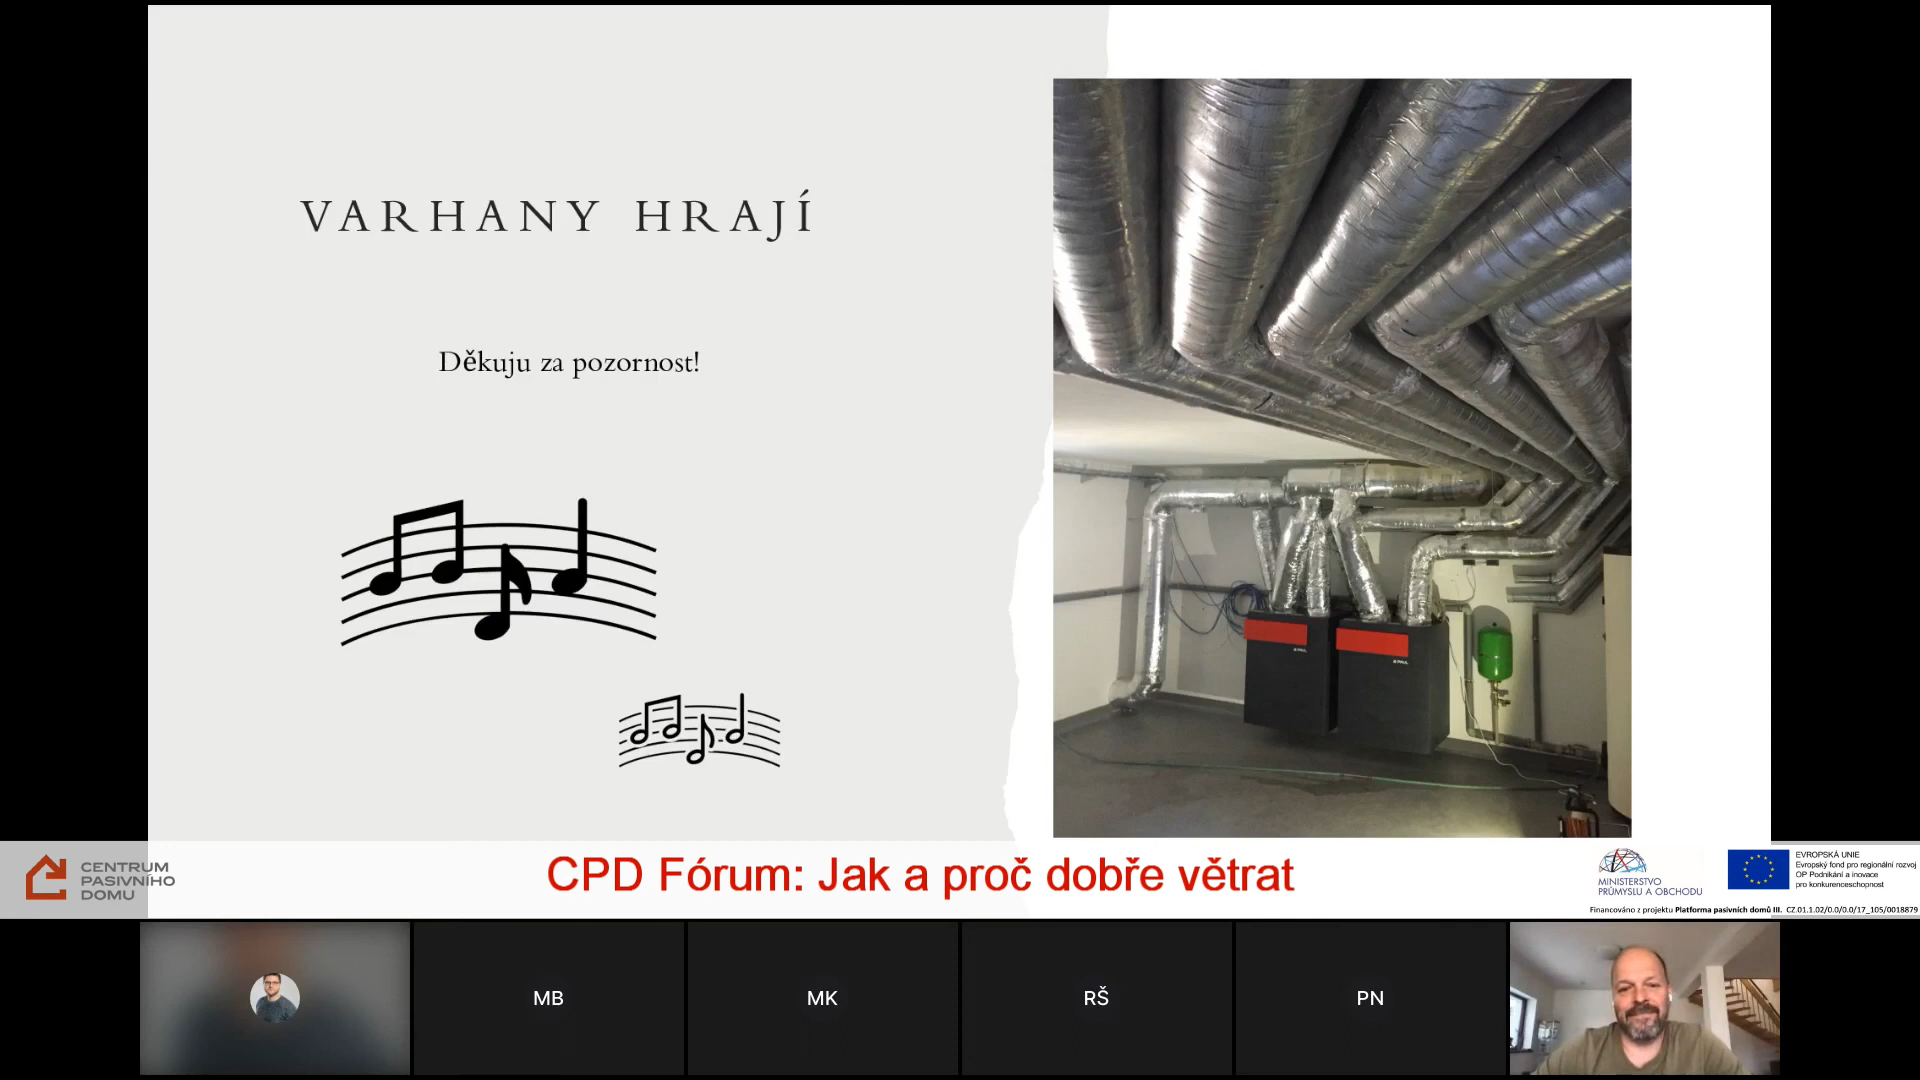 VARHANY HRAJÍ
Děkuju za pozornost!
PAUL
PAUL
CENTRUM
PASIVNÍHO
DOMU
CPD Fórum: Jak a proč dobře větrat
MINISTERSTVO
PRŮMYSLU A OBCHODU
EVROPSKÁ UNIE
Evropský fond pro regionální rozvoj
OP Podnikání a inovace
pro konkurenceschopnost
Financováno z projektu Platforma pasivních domů III. CZ.01.1.02/0.0/0.0/17_105/0018879
MB
MK
RŠ
PN